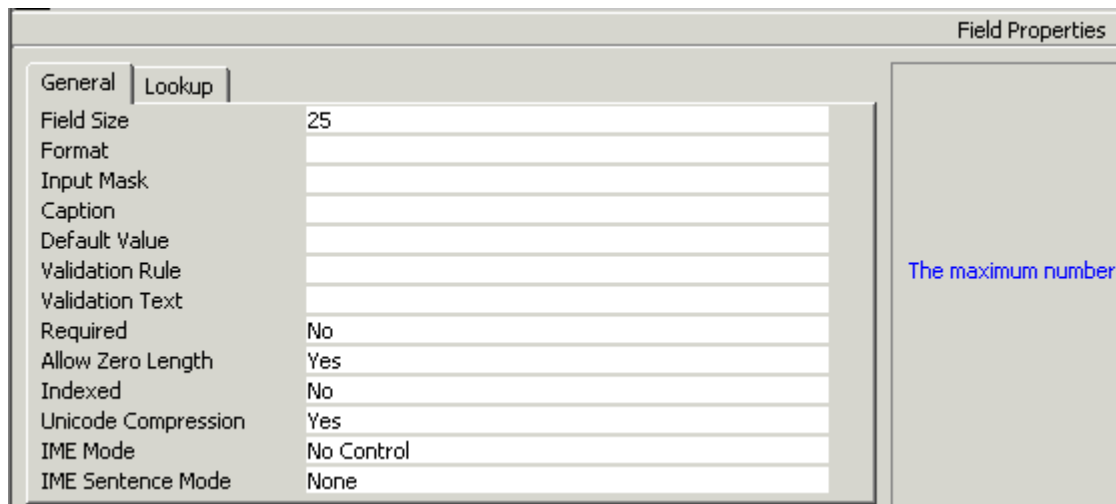 Field Properties
General Lookup
Field Size 25
Format
Input Mask
Caption
Default Value
Validation Rule
The maximum number
Validation Text
Required No
Allow Zero Length Yes
Indexed No
Unicode Compression Yes
IME Mode No Control
IME Sentence Mode None